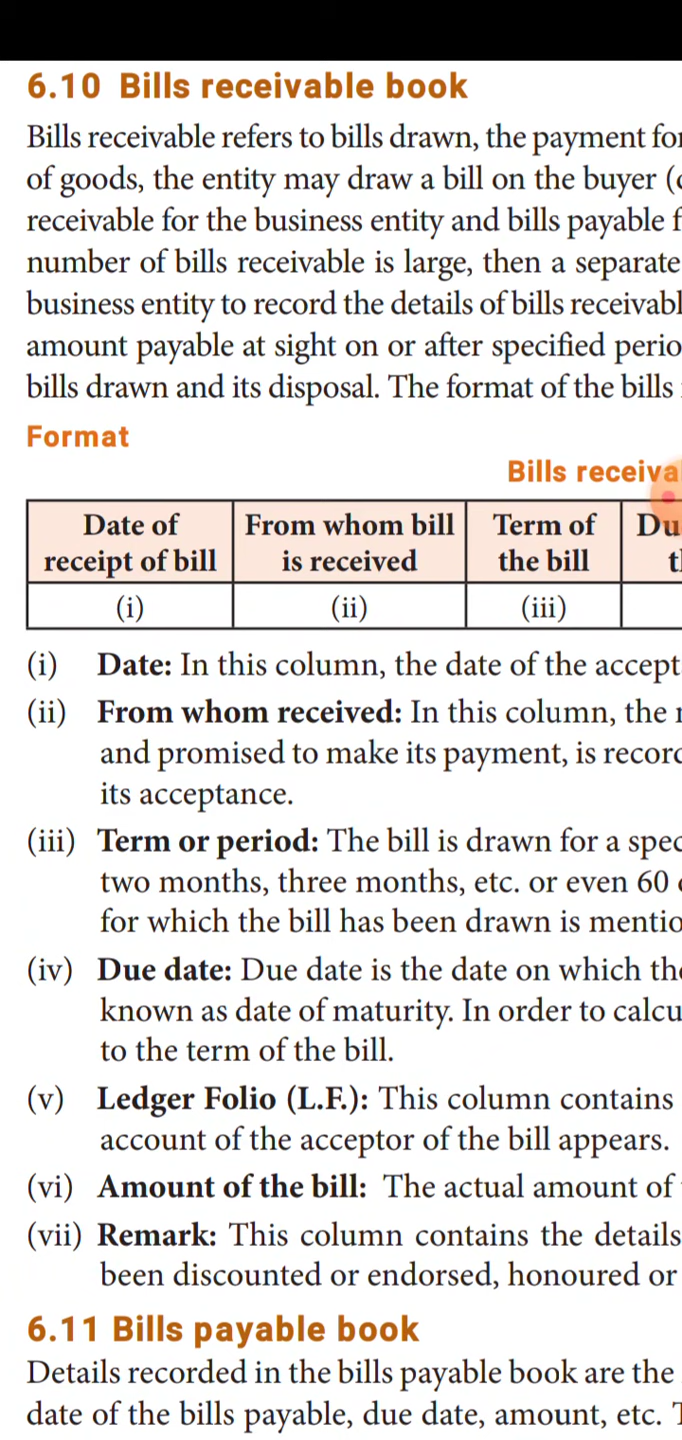 6.10 Bills receivable book
Bills receivable refers to bills drawn, the payment
of goods, the entity may draw a bill on the buyer
receivable for the business entity and bills payable
number of bills receivable is large, then a separate
business entity to record the details of bills
amount payable at sight on or after specified
bills drawn and its disposal. The format of the bills
Format
Bills
Date of receipt of bill From whom bill is received Term of the bill
(i) (ii) (iii)
(i) Date: In this column, the date of the
(ii) From whom received: In this column, the
and promised to make its payment, is
its acceptance.
(iii) Term or period: The bill is drawn for a
two months, three months, etc. or even 60
for which the bill has been drawn is
(iv) Due date: Due date is the date on which
known as date of maturity. In order to
to the term of the bill.
(v) Ledger Folio (L.F.): This column contains
account of the acceptor of the bill appears.
(vi) Amount of the bill: The actual amount of
(vii) Remark: This column contains the details
been discounted or endorsed, honoured or
6.11 Bills payable book
Details recorded in the bills payable book are the
date of the bills payable, due date, amount, etc.